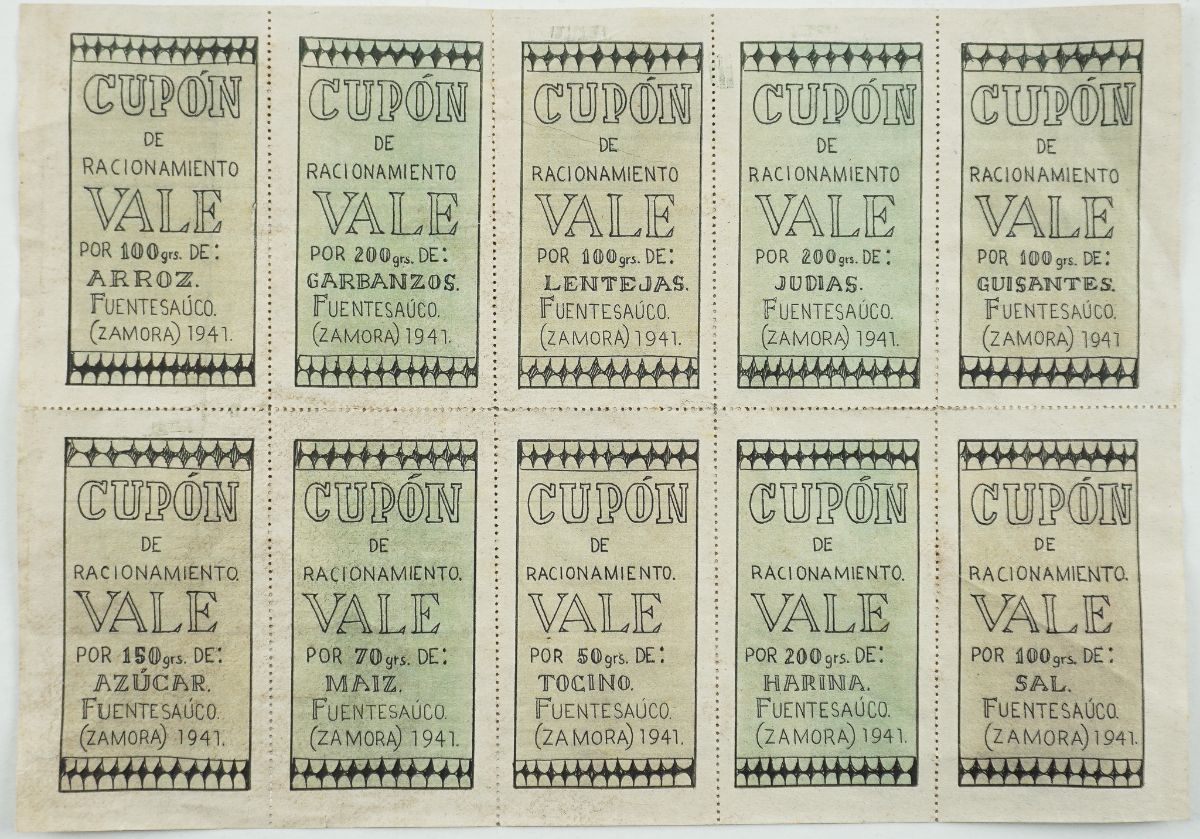 CUPÓN
DE
RACIONAMIENTO
VALE
POR 100grs. DE:
ARROZ.
FUENTESAÚCO.
(ZAMORA) 1941.
CUPÓN
DE
RACIONAMIENTO
VALE
POR 200grs. DE:
GARBANZOS.
FUENTESAÚCO.
(ZAMORA) 1941.
CUPÓN
DE
RACIONAMIENTO
VALE
POR 100grs. DE:
LENTEJAS.
FUENTESAÚCO.
(ZAMORA) 1941.
CUPÓN
DE
RACIONAMIENTO
VALE
POR 200grs. DE:
JUDIAS.
FUENTESAÚCO.
(ZAMORA) 1941.
CUPÓN
DE
RACIONAMIENTO
VALE
POR 100grs. DE:
GUISANTES.
FUENTESAÚCO.
(ZAMORA) 1941
CUPÓN
DE
RACIONAMIENTO.
VALE
POR 150grs. DE:
AZÚCAR.
FUENTESAÚCO.
(ZAMORA) 1941.
CUPÓN
DE
RACIONAMIENTO.
VALE
POR 70grs. DE:
MAIZ.
FUENTESAÚCO.
(ZAMORA) 1941.
CUPÓN
DE
RACIONAMIENTO.
VALE
POR 50grs. DE:
TOCINO.
FUENTESAÚCO.
(ZAMORA) 1941.
CUPÓN
DE
RACIONAMIENTO.
VALE
POR 200grs. DE:
HARINA.
FUENTESAÚCO.
(ZAMORA) 1941.
CUPÓN
DE
RACIONAMIENTO.
VALE
POR 100grs. DE:
SAL.
FUENTESAÚCO.
(ZAMORA) 1941.